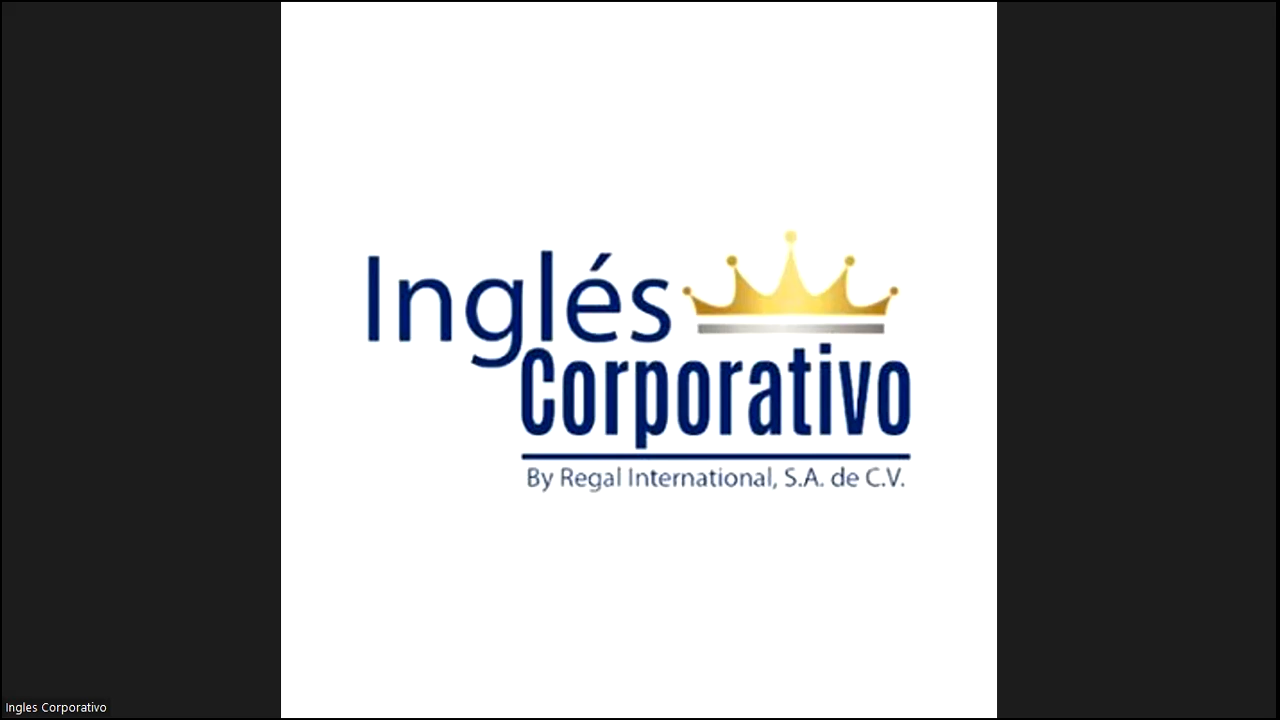 Inglés
Corporativo
By Regal International, S.A. de C.V.
Ingles Corporativo